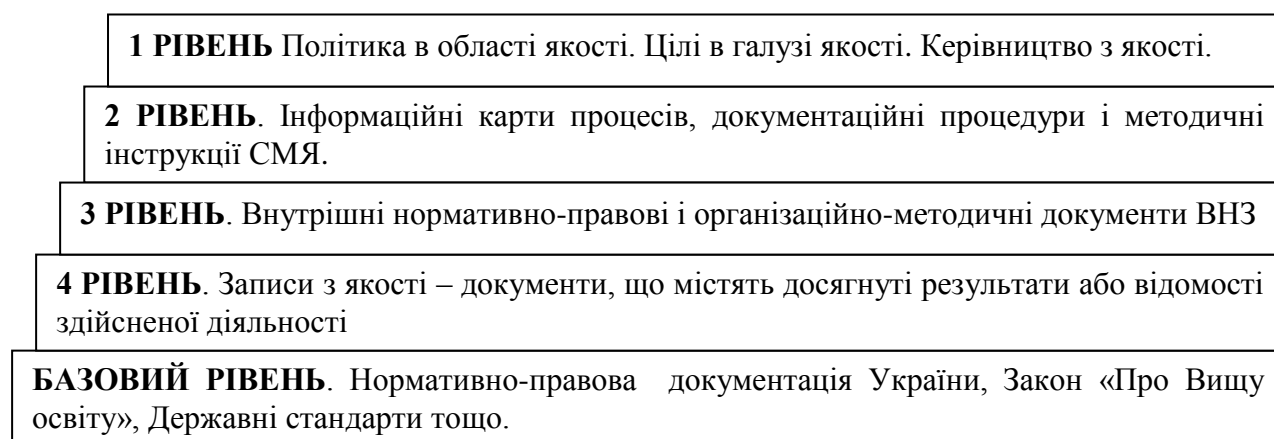 1 РІВЕНЬ Політика в області якості. Цілі в галузі якості. Керівництво з якості.
2 РІВЕНЬ. Інформаційні карти процесів, документаційні процедури і методичні
інструкції СМЯ.
3 РІВЕНЬ. Внутрішні нормативно-правові і організаційно-методичні документи ВНЗ
4 РІВЕНЬ. Записи з якості – документи, що містять досягнуті результати або відомості
здійсненої діяльності
БАЗОВИЙ РІВЕНЬ. Нормативно-правова документація України, Закон «Про Вищу
освіту», Державні стандарти тощо.